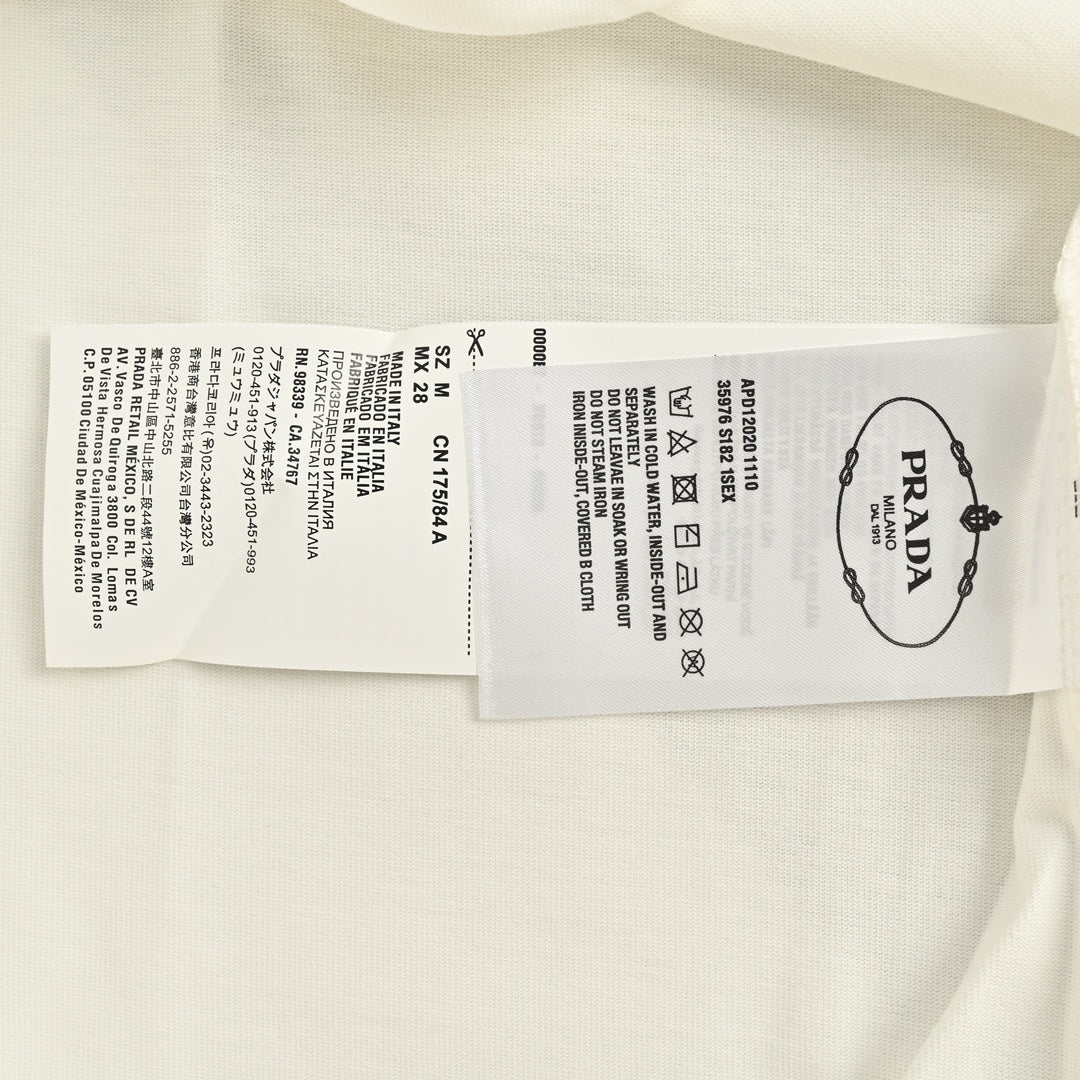 PRADA
MILANO
DAL 1913
APD12020 1110
35976 S182 1SEX
WASH IN COLD WATER, INSIDE-OUT AND
SEPARATELY
DO NOT LEAVAE IN SOAK OR WRING OUT
DO NOT STEAM IRON
IRON INISDE-OUT, COVERED B CLOTH
SZ M CN 175/84 A
MX 28
MADE IN ITALY
FABRICADO EN ITALIA
FABRICADO EM ITÁLIA
FABRIQUÉ EN ITALIE
ПРОИЗВЕДЕНО В ИТАЛИЯ
ΚΑΤΑΣΚΕΥΑΖΕΤΑΙ ΣΤΗΝ ΙΤΑΛΙΑ
RN.98339 - CA.34767
プラダジャパン株式会社
0120-451-913(プラダ)0120-451-993
(ミュウミュウ)
프라다코리아(유)02-3443-2323
香港商台灣意比有限公司台灣分公司
886-2-2571-5255
臺北市中山區中山北路二段44號12樓A室
PRADA RETAIL MÉXICO, S DE RL DE CV
AV. Vasco De Quiroga 3800 Col. Lomas
De Vista Hermosa Cuajimalpa De Morelos
C.P. 05100 Ciudad De México-México